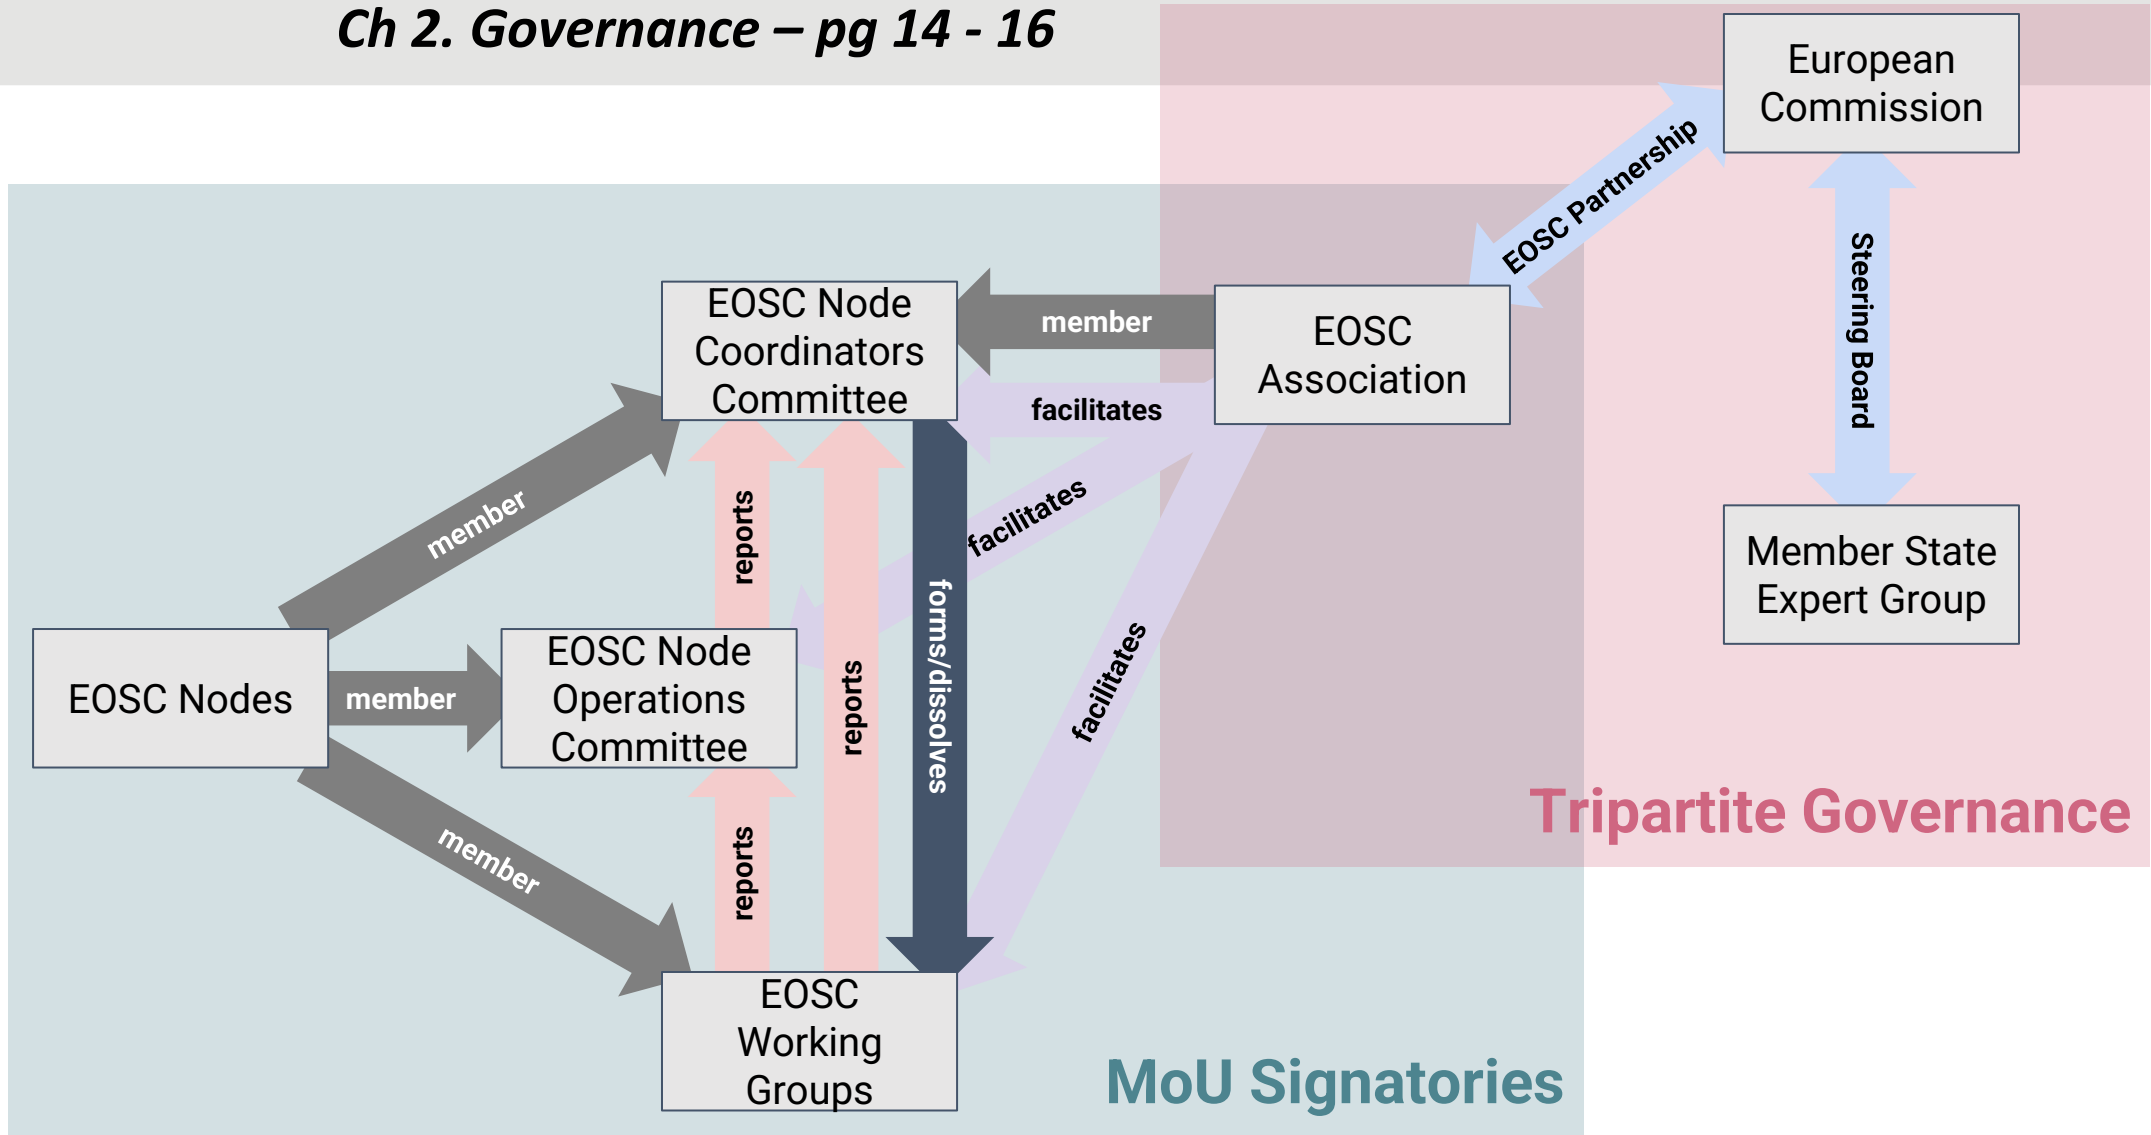 Ch 2. Governance – pg 14 - 16
European
Commission
EOSC Partnership
Steering Board
EOSC Node
Coordinators
Committee
member
EOSC
Association
facilitates
member
reports
facilitates
forms/dissolves
Member State
Expert Group
EOSC Nodes
member
EOSC Node
Operations
Committee
reports
facilitates
member
reports
Tripartite Governance
EOSC
Working
Groups
MoU Signatories